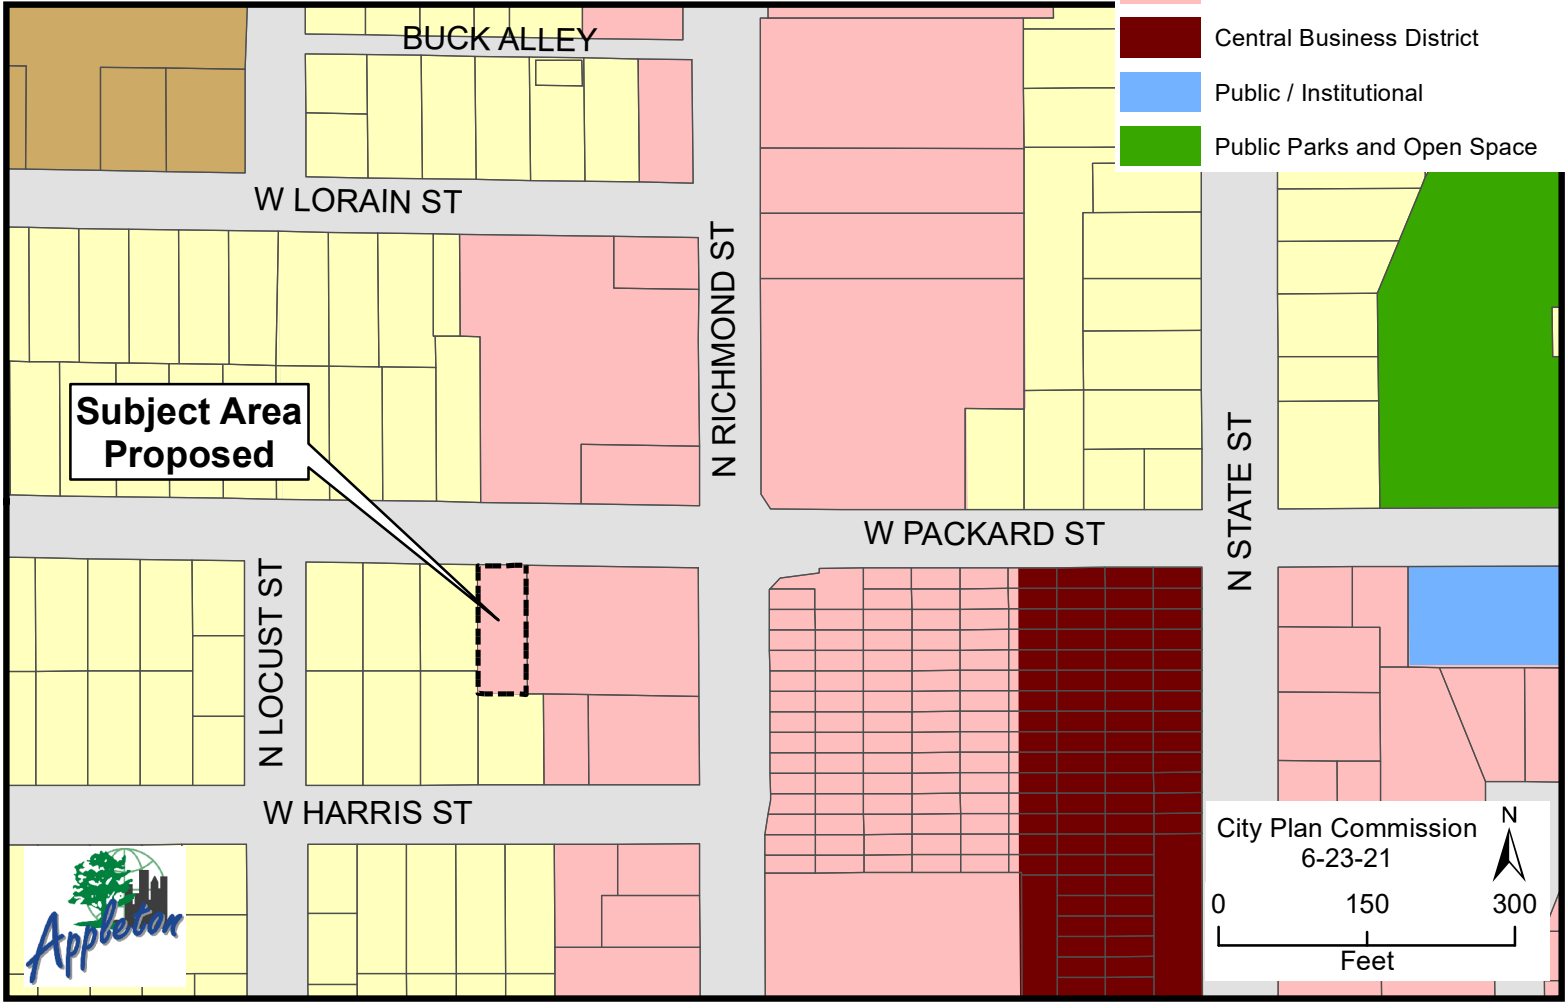 BUCK ALLEY
Central Business District
Public / Institutional
Public Parks and Open Space
W LORAIN ST
N RICHMOND ST
Subject Area
Proposed
N STATE ST
W PACKARD ST
N LOCUST ST
W HARRIS ST
City Plan Commission
6-23-21
N
0 150 300
Feet
Appleton